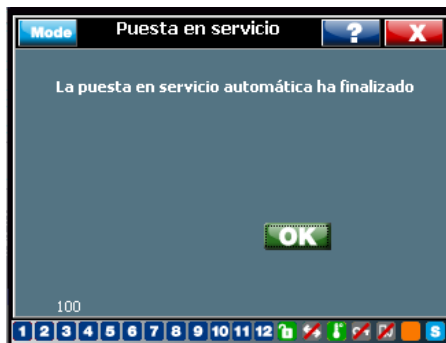 Mode Puesta en servicio ? X
La puesta en servicio automática ha finalizado
OK
100
1 2 3 4 5 6 7 8 9 10 11 12 S